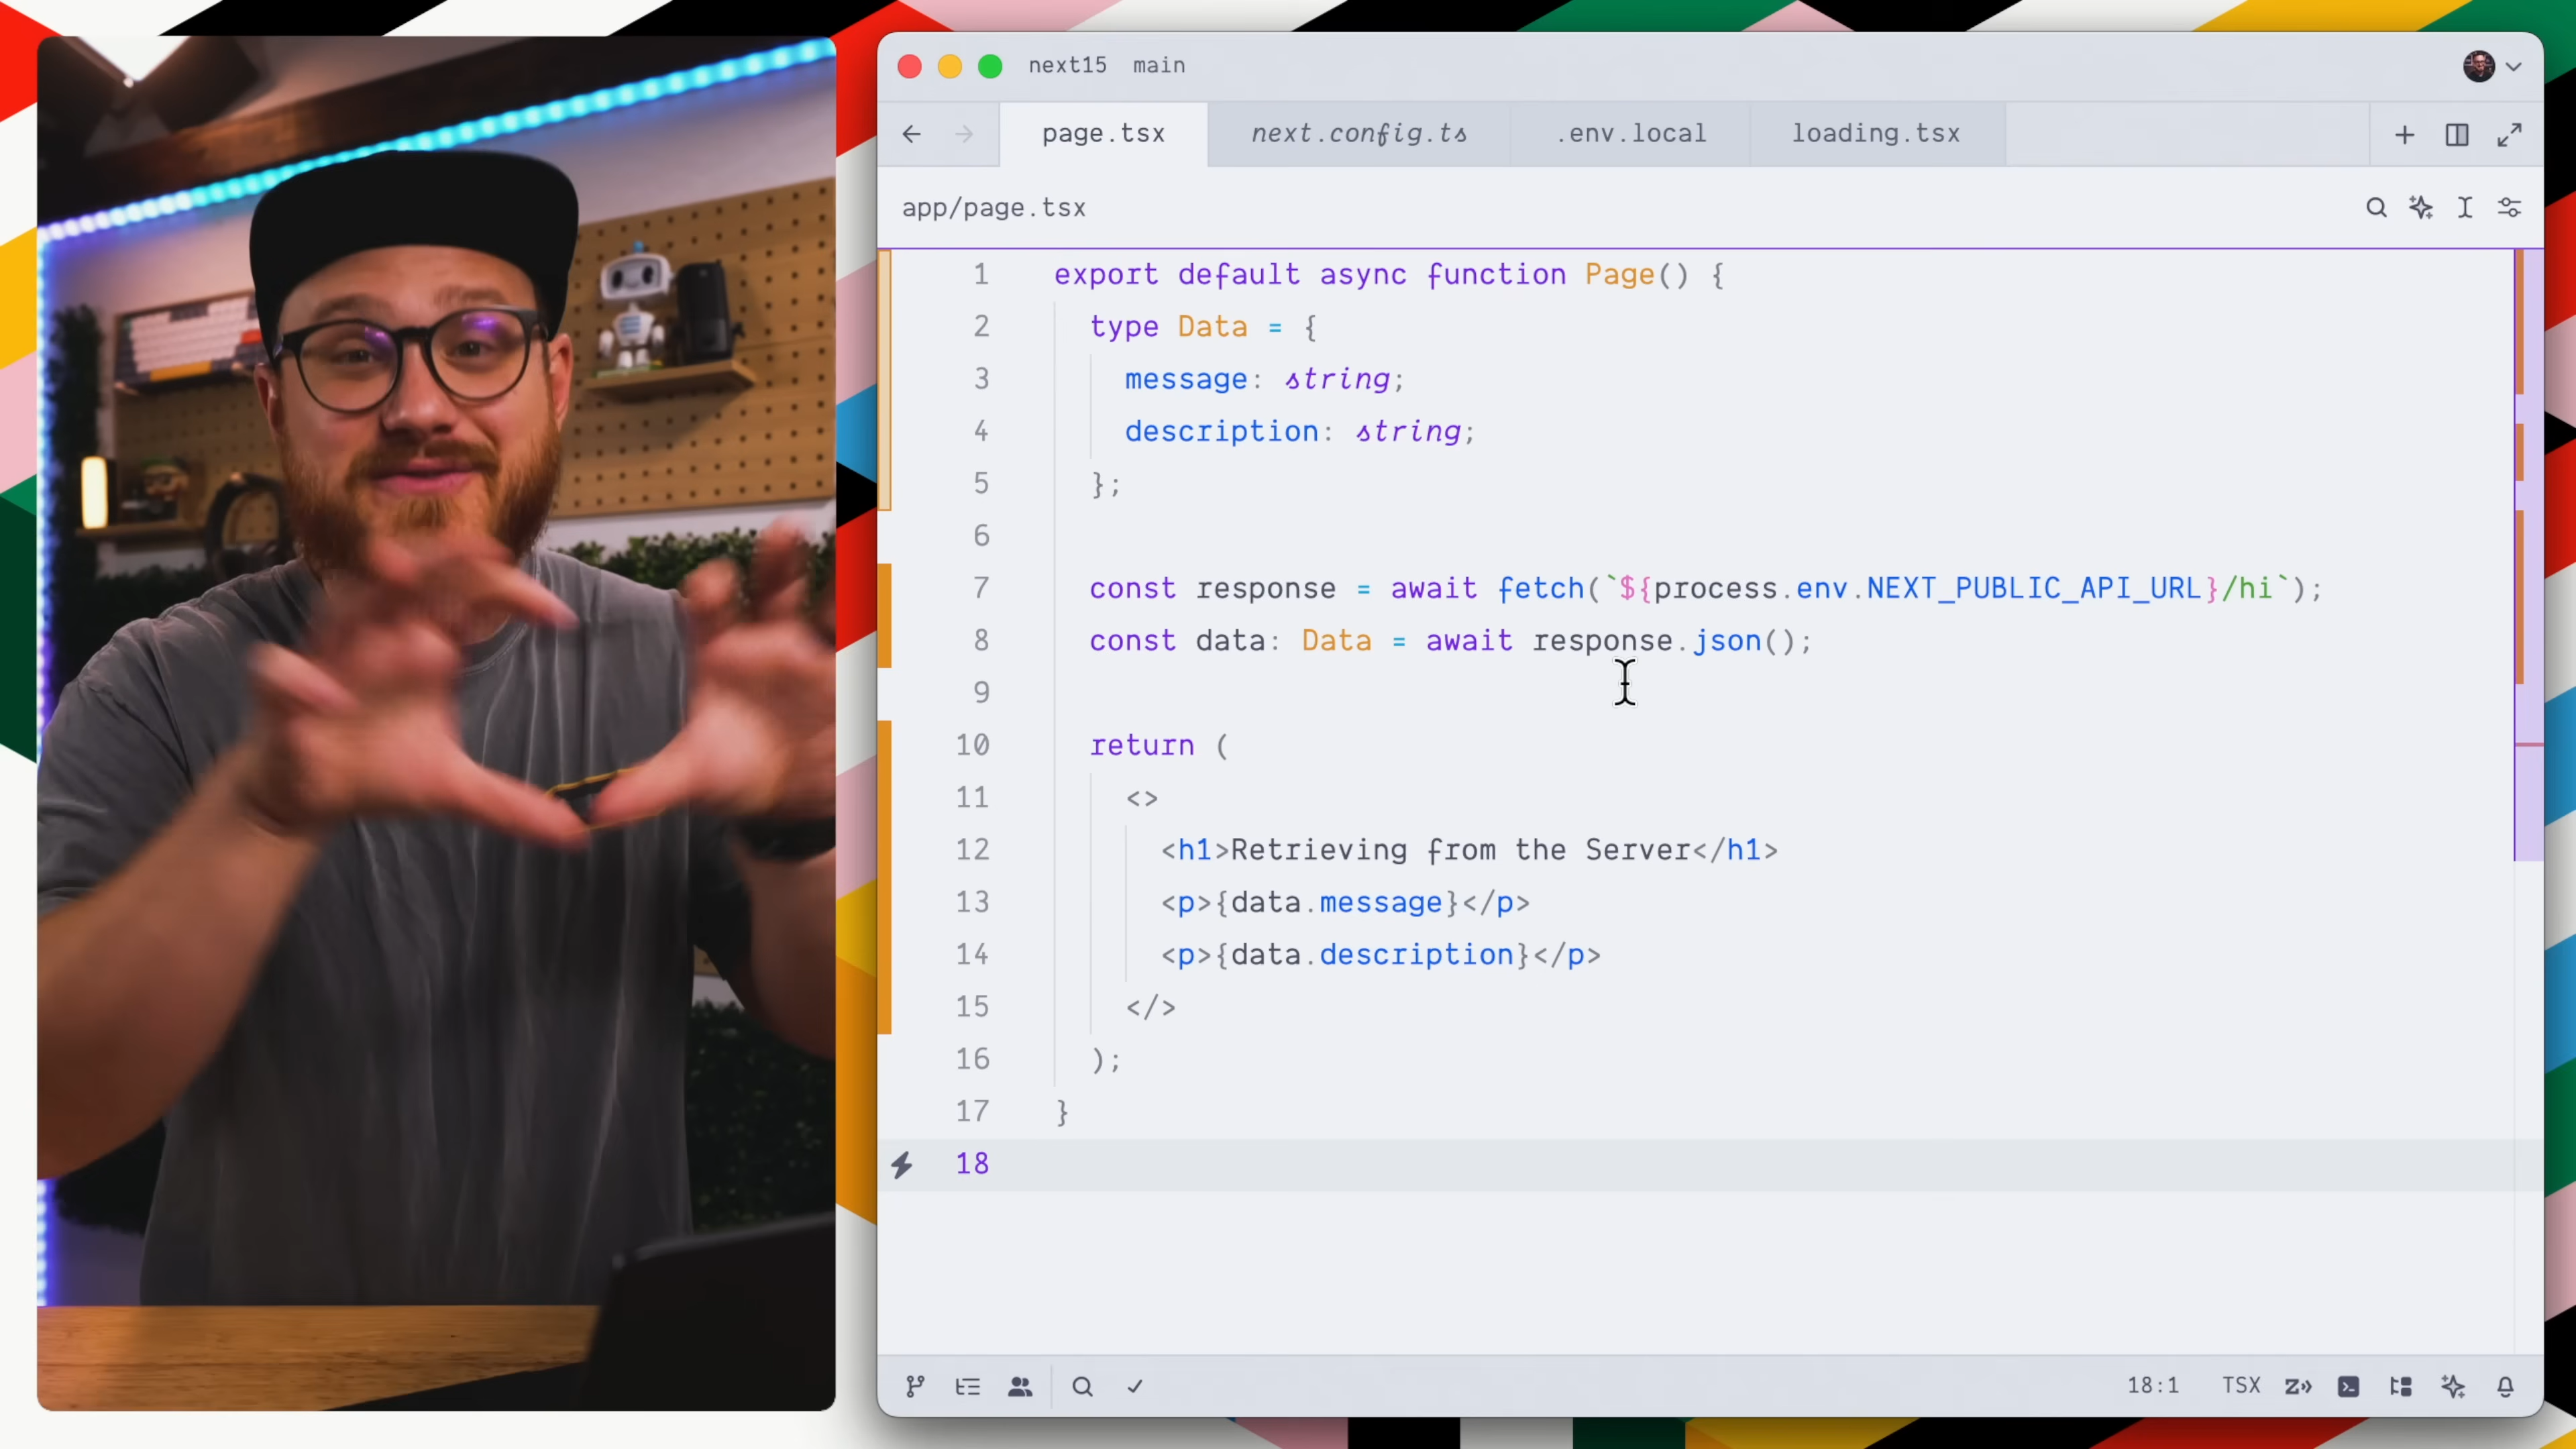 next15 main
page.tsx next.config.ts .env.local loading.tsx
app/page.tsx
1 export default async function Page() {
2 type Data = {
3 message: string;
4 description: string;
5 };
6
7 const response = await fetch(`${process.env.NEXT_PUBLIC_API_URL}/hi`);
8 const data: Data = await response.json();
9
10 return (
11 <>
12 <h1>Retrieving from the Server</h1>
13 <p>{data.message}</p>
14 <p>{data.description}</p>
15 </>
16 );
17 }
18
18:1 TSX